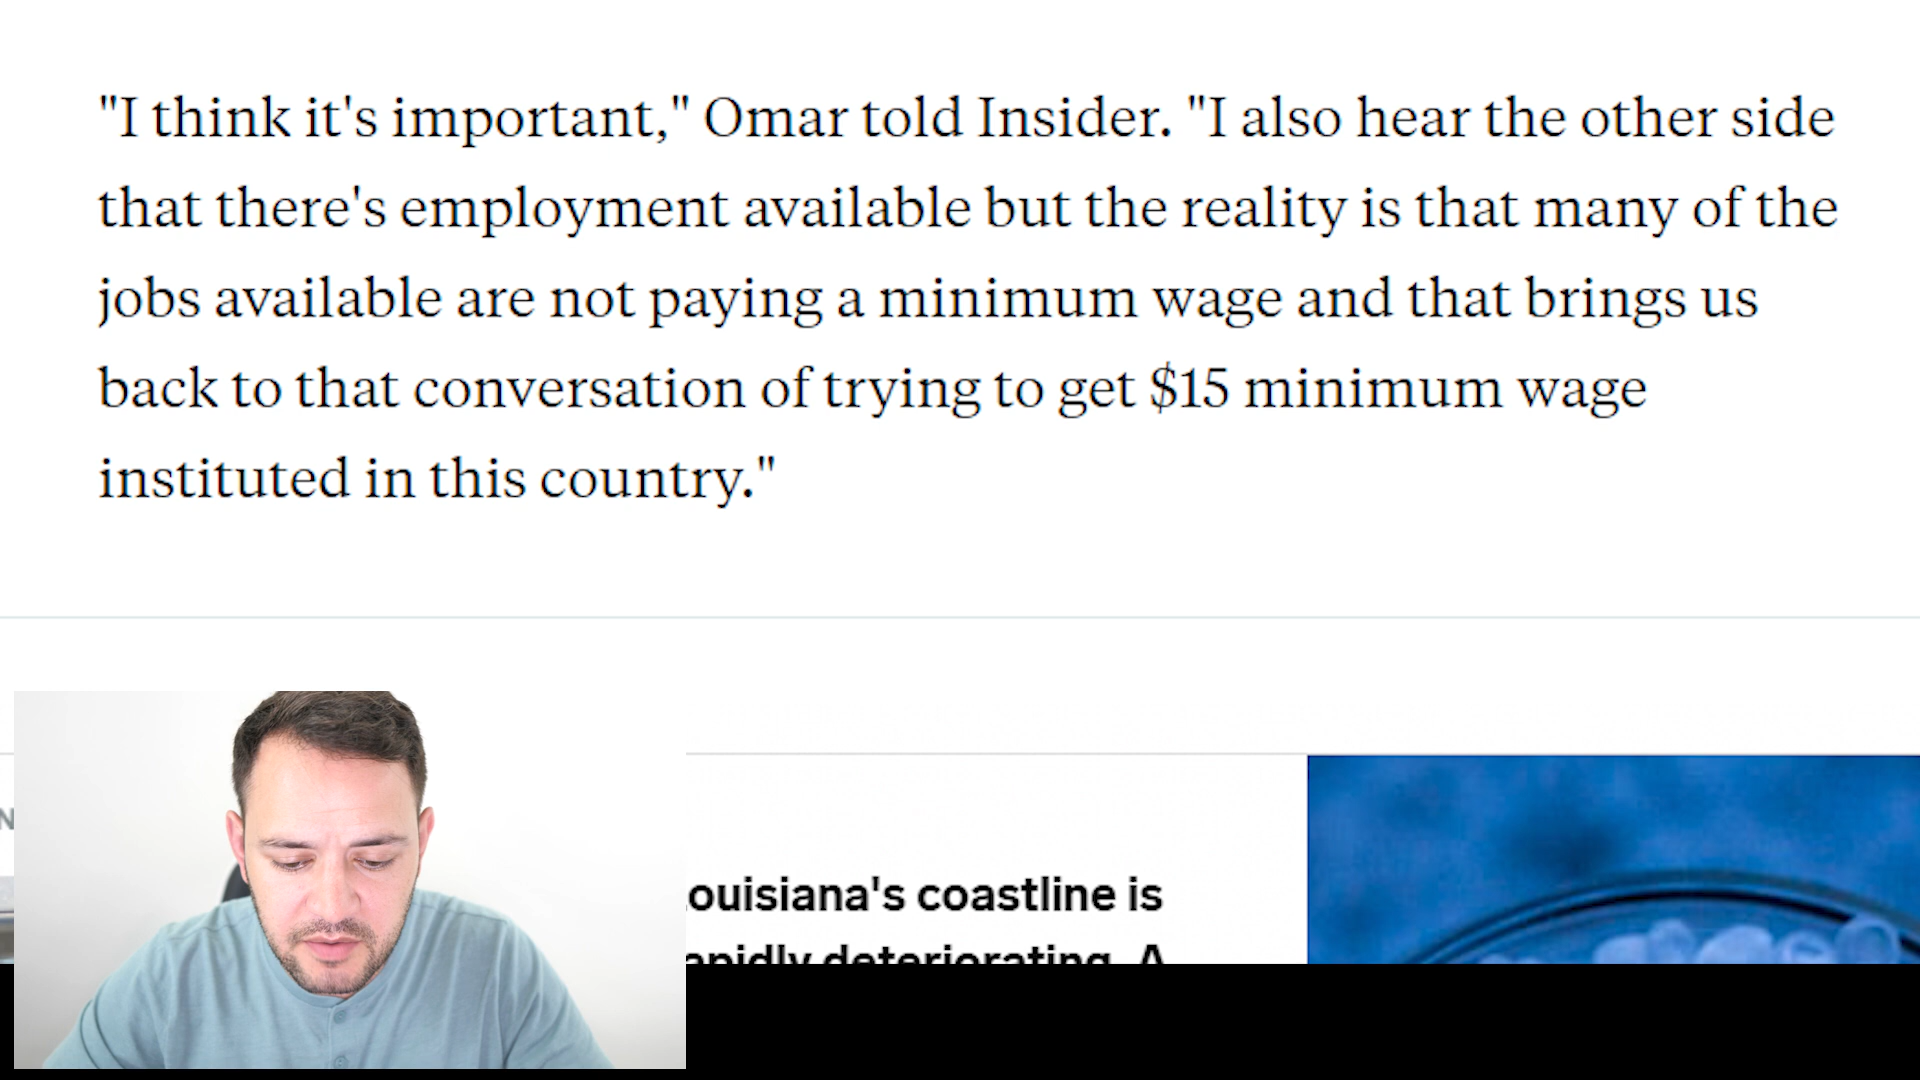 "I think it's important," Omar told Insider. "I also hear the other side
that there's employment available but the reality is that many of the
jobs available are not paying a minimum wage and that brings us
back to that conversation of trying to get $15 minimum wage
instituted in this country."
N
ouisiana's coastline is
apidly deteriorating. A